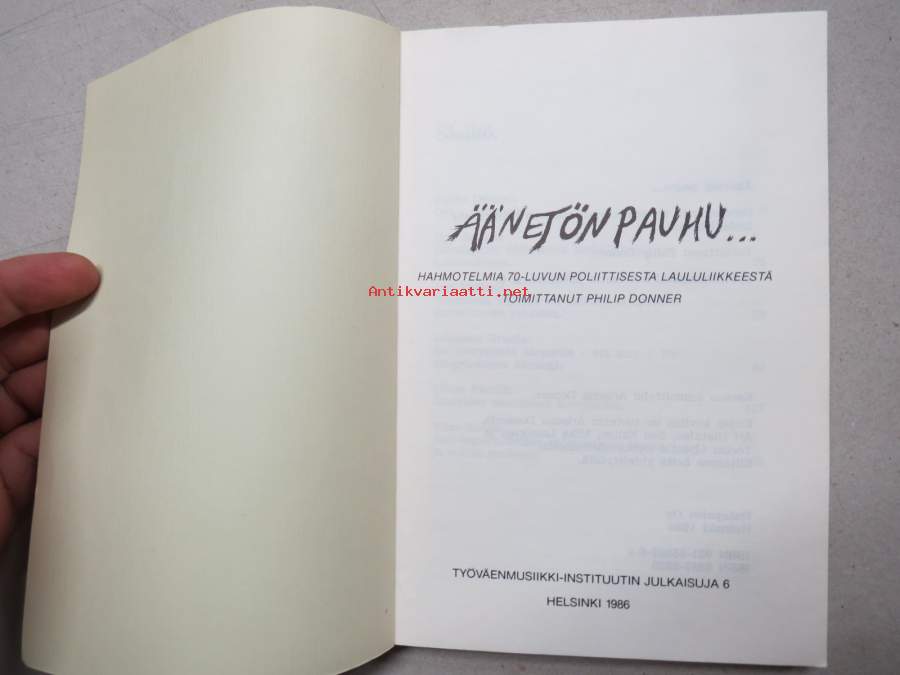 ÄÄNETÖN PAUHU...
HAHMOTELMIA 70-LUVUN POLIITTISESTA LAULULIIKKEESTÄ
Antikvariaatti.net
TOIMITTANUT PHILIP DONNER
TYÖVÄENMUSIIKKI-INSTITUUTIN JULKAISUJA 6
HELSINKI 1986